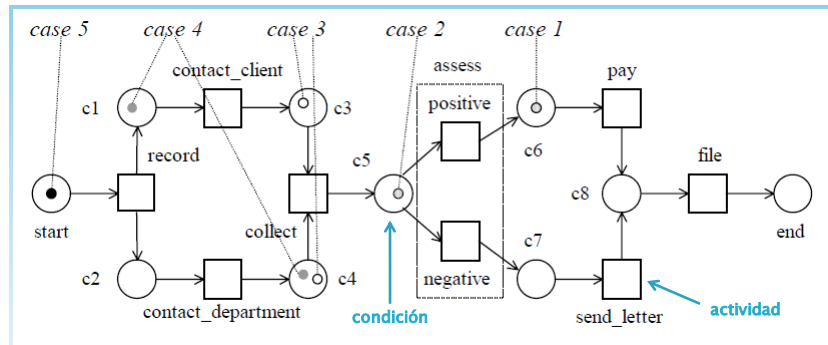 case 5 case 4 case 3 case 2 case 1
assess
contact_client pay
c1 c3 positive
c6
record c5 file
c8
start collect c7 end
c2 c4 negative
contact_department condición send_letter actividad